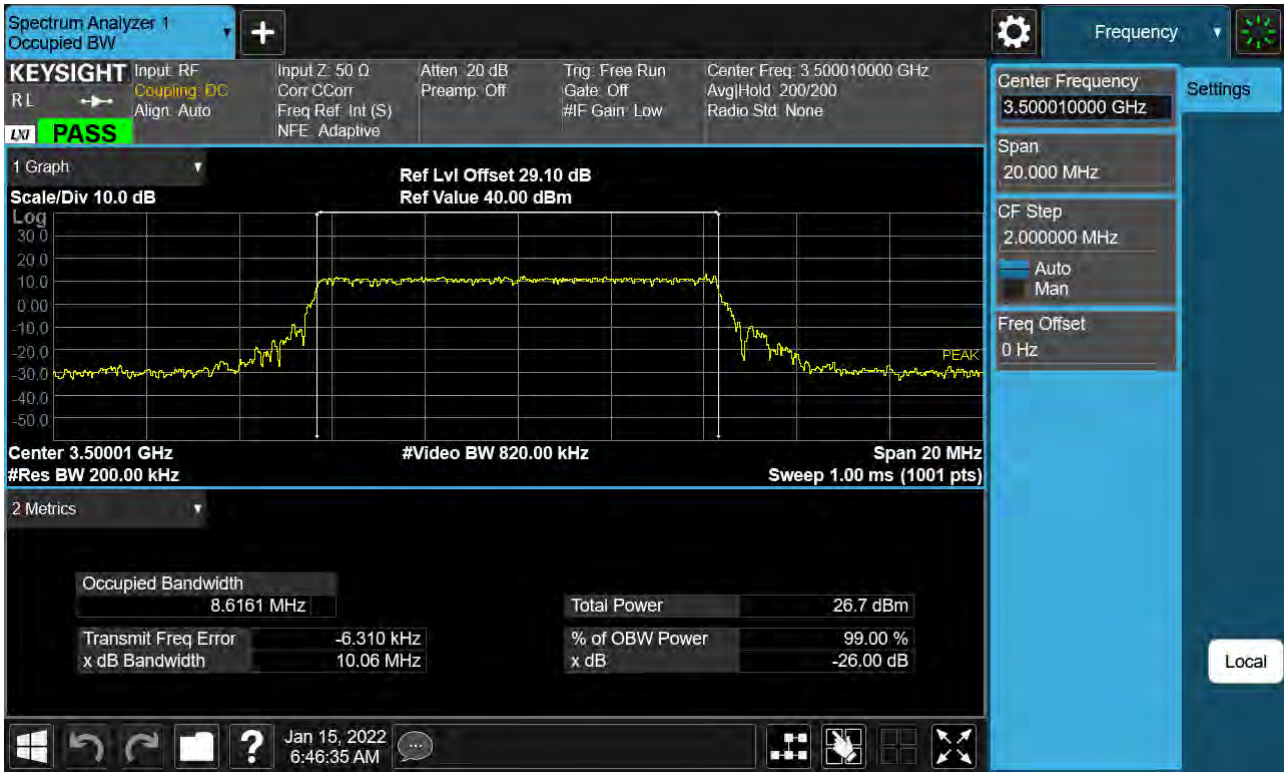 Spectrum Analyzer 1
Occupied BW
+
Frequency
KEYSIGHT
RL
LXI PASS
Input: RF
Coupling: DC
Align: Auto
Input Z: 50 Ω
Corr CCorr
Freq Ref: Int (S)
NFE: Adaptive
Atten: 20 dB
Preamp: Off
Trig: Free Run
Gate: Off
#IF Gain: Low
Center Freq: 3.500010000 GHz
Avg|Hold: 200/200
Radio Std: None
Center Frequency
3.500010000 GHz
Settings
Span
20.000 MHz
CF Step
2.000000 MHz
Auto
Man
Freq Offset
0 Hz
Local
1 Graph
Ref Lvl Offset 29.10 dB
Scale/Div 10.0 dB
Ref Value 40.00 dBm
Log
30.0
20.0
10.0
0.00
-10.0
-20.0
-30.0
-40.0
-50.0
PEAK
Center 3.50001 GHz
#Video BW 820.00 kHz
Span 20 MHz
#Res BW 200.00 kHz
Sweep 1.00 ms (1001 pts)
2 Metrics
Occupied Bandwidth
8.6161 MHz
Total Power 26.7 dBm
Transmit Freq Error -6.310 kHz
% of OBW Power 99.00 %
x dB Bandwidth 10.06 MHz
x dB -26.00 dB
?
Jan 15, 2022
6:46:35 AM